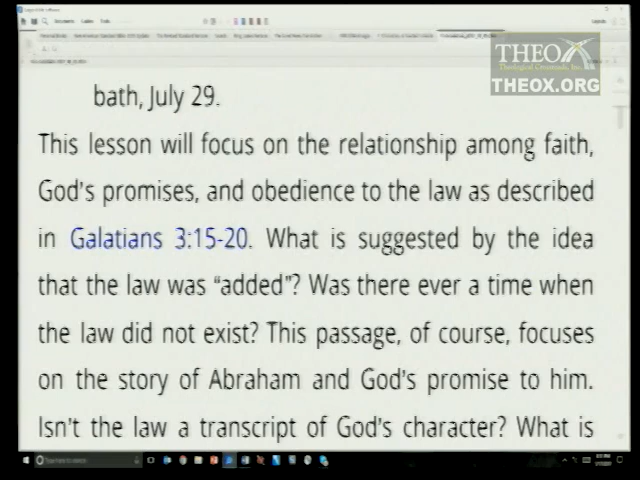 THEOX
Theological Crossroads, Inc.
THEOX.ORG
bath, July 29.
This lesson will focus on the relationship among faith,
God's promises, and obedience to the law as described
in Galatians 3:15-20. What is suggested by the idea
that the law was "added"? Was there ever a time when
the law did not exist? This passage, of course, focuses
on the story of Abraham and God's promise to him.
Isn't the law a transcript of God's character? What is